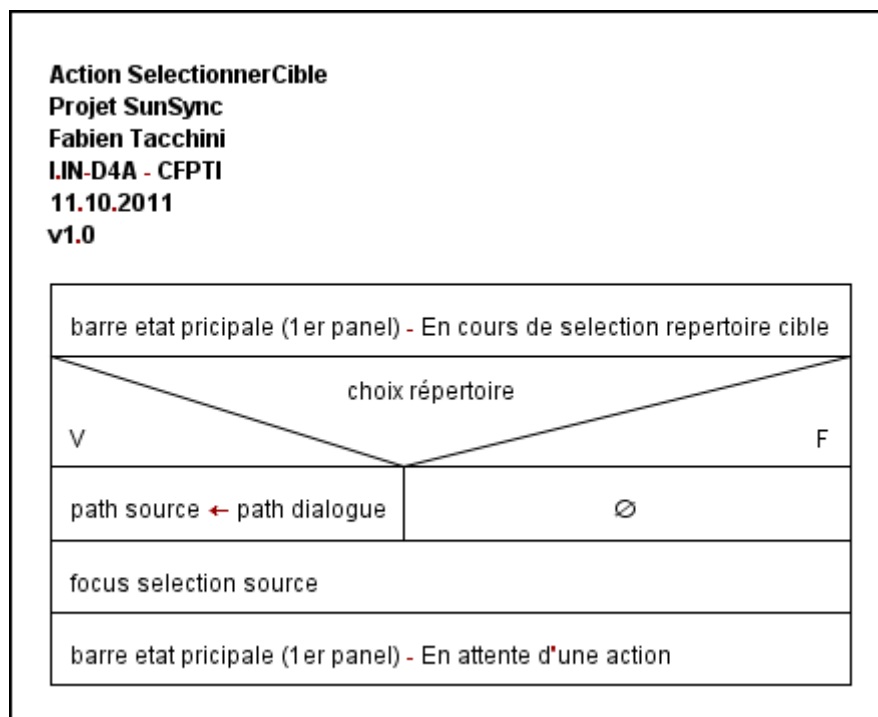 Action SelectionnerCible
Projet SunSync
Fabien Tacchini
I.IN-D4A - CFPTI
11.10.2011
v1.0
barre etat pricipale (1er panel) - En cours de selection repertoire cible
choix répertoire
V F
path source ← path dialogue ∅
focus selection source
barre etat pricipale (1er panel) - En attente d'une action